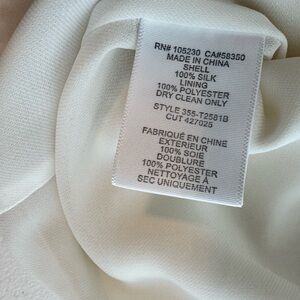 RN# 105230 CA#58350
MADE IN CHINA
SHELL
100% SILK
LINING
100% POLYESTER
DRY CLEAN ONLY
STYLE 355-T2581B
CUT 427025
FABRIQUÉ EN CHINE
EXTERIEUR
100% SOIE
DOUBLURE
100% POLYESTER
NETTOYAGE À
SEC UNIQUEMENT